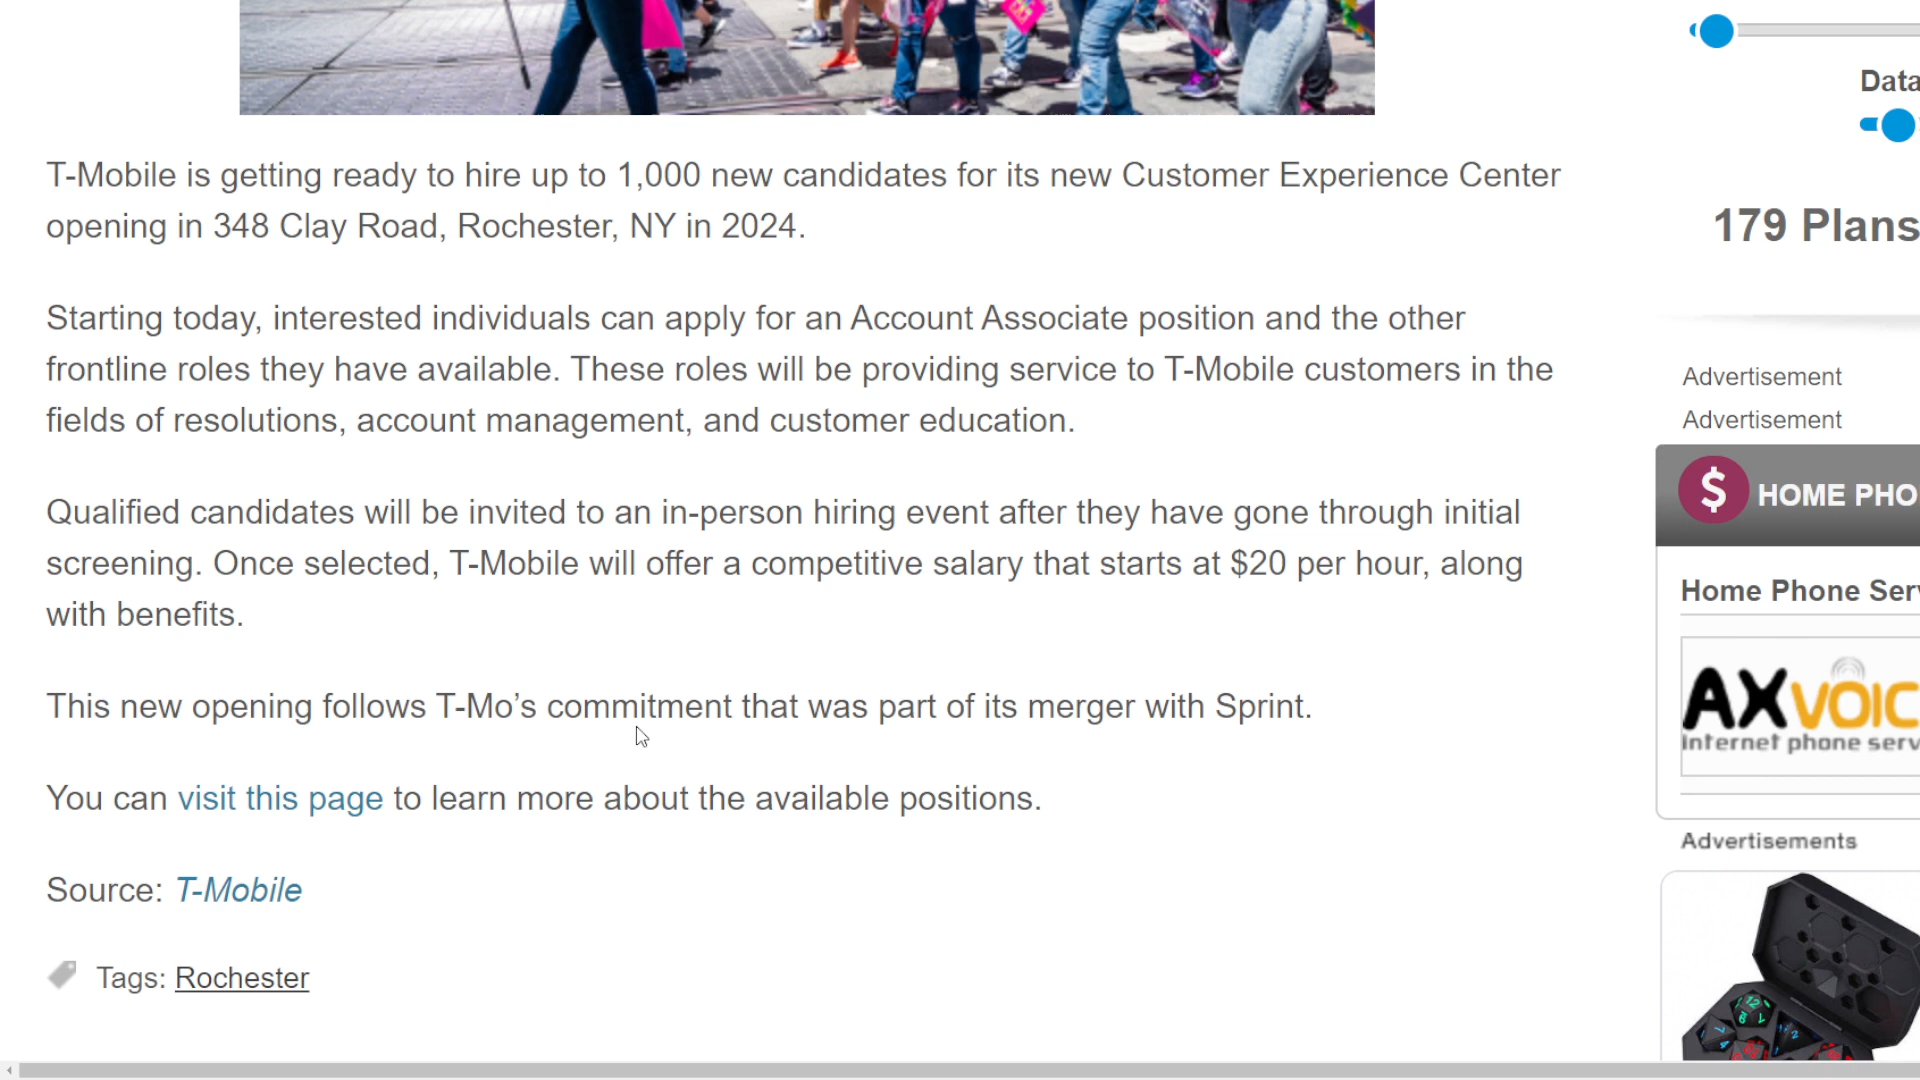 Data
179 Plans
T-Mobile is getting ready to hire up to 1,000 new candidates for its new Customer Experience Center
opening in 348 Clay Road, Rochester, NY in 2024.
Starting today, interested individuals can apply for an Account Associate position and the other
frontline roles they have available. These roles will be providing service to T-Mobile customers in the
fields of resolutions, account management, and customer education.
Qualified candidates will be invited to an in-person hiring event after they have gone through initial
screening. Once selected, T-Mobile will offer a competitive salary that starts at $20 per hour, along
with benefits.
This new opening follows T-Mo’s commitment that was part of its merger with Sprint.
You can visit this page to learn more about the available positions.
Source: T-Mobile
Tags: Rochester
Advertisement
Advertisement
$ HOME PHO
Home Phone Ser
AXVOIC
Internet phone serv
Advertisements